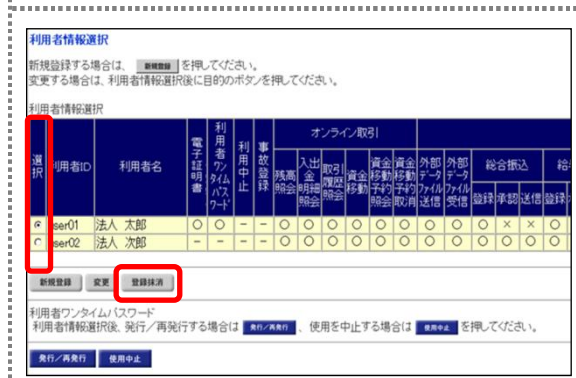 利用者情報選択
新規登録する場合は、 新規登録 を押してください。
変更する場合は、利用者情報選択後に目的のボタンを押してください。
利用者情報選択
選択 利用者ID 利用者名 電子証明書 利用者ワンタイムパスワード 利用中止 事故登録 オンライン取引
残高照会 入出金明細照会 取引履歴照会 資金移動 資金移動予約照会 資金移動予約取消 外部データファイル送信 外部データファイル受信 総合振込 給与
登録 承認 送信 登録
user01 法人 太郎 ○ ○ - - ○ ○ ○ ○ ○ ○ ○ ○ ○ × × ○
user02 法人 次郎 - - - - ○ ○ ○ ○ ○ ○ ○ ○ ○ ○ ○ ○
新規登録 変更 登録抹消
利用者ワンタイムパスワード
利用者情報選択後、発行/再発行する場合は 発行/再発行 、使用を中止する場合は 使用中止 を押してください。
発行/再発行 使用中止